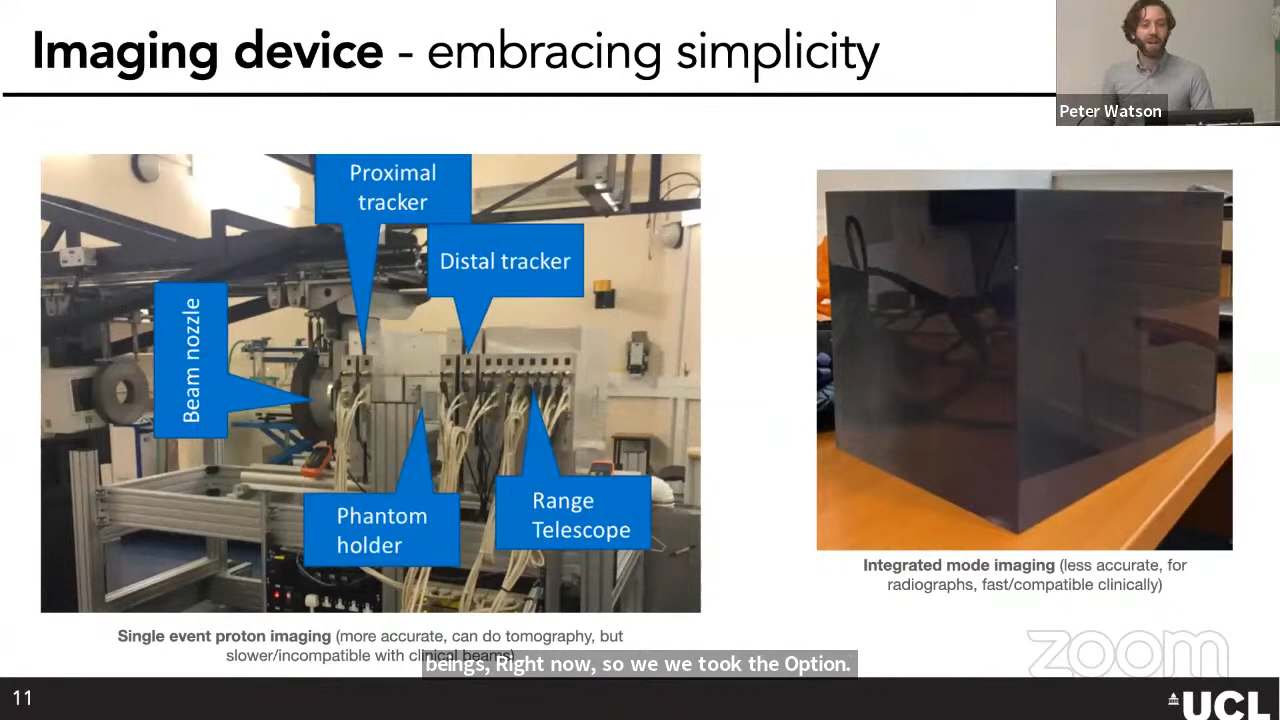 Imaging device - embracing simplicity
Peter Watson
Proximal
tracker
Distal tracker
Beam nozzle
Phantom
holder
Range
Telescope
Integrated mode imaging (less accurate, for
radiographs, fast/compatible clinically)
Single event proton imaging (more accurate, can do tomography, but
slower/incompatible with clinical beams)
beings, Right now, so we we took the Option.
zoom
11
UCL